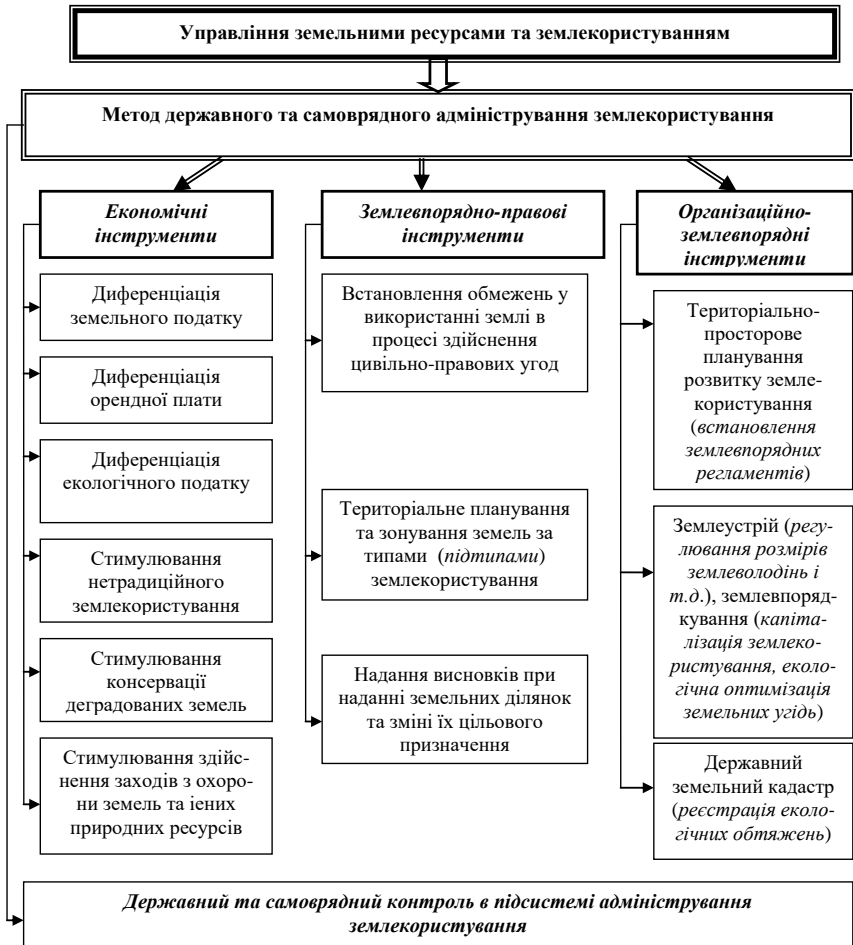 Управління земельними ресурсами та землекористуванням
Метод державного та самоврядного адміністрування землекористування
Економічні
інструменти
Диференціація
земельного податку
Диференціація
орендної плати
Диференціація
екологічного податку
Стимулювання
нетрадиційного
землекористування
Стимулювання
консервації
деградованих земель
Стимулювання здійс-
нення заходів з охоро-
ни земель та іених
природних ресурсів
Землевпорядно-правові
інструменти
Встановлення обмежень у
використанні землі в
процесі здійснення
цивільно-правових угод
Територіальне планування
та зонування земель за
типами (підтипами)
землекористування
Надання висновків при
наданні земельних ділянок
та зміні їх цільового
призначення
Організаційно-
землевпорядні
інструменти
Територіально-
просторове
планування
розвитку земле-
користування
(встановлення
землевпорядних
регламентів)
Землеустрій (регу-
лювання розмірів
землеволодінь і
т.д.), землевпоряд-
кування (капіта-
лізація землеко-
ристування, еколо-
гічна оптимізація
земельних угідь)
Державний
земельний кадастр
(реєстрація еколо-
гічних обтяжень)
Державний та самоврядний контроль в підсистемі адміністрування
землекористування